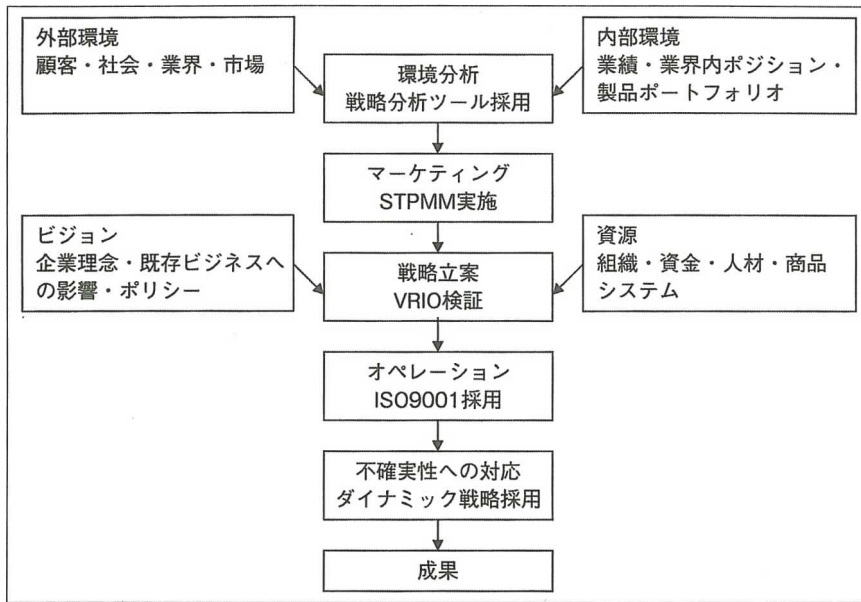 外部環境
顧客・社会・業界・市場
内部環境
業績・業界内ポジション・
製品ポートフォリオ
環境分析
戦略分析ツール採用
マーケティング
STPMM実施
ビジョン
企業理念・既存ビジネスへ
の影響・ポリシー
資源
組織・資金・人材・商品
システム
戦略立案
VRIO検証
オペレーション
ISO9001採用
不確実性への対応
ダイナミック戦略採用
成果